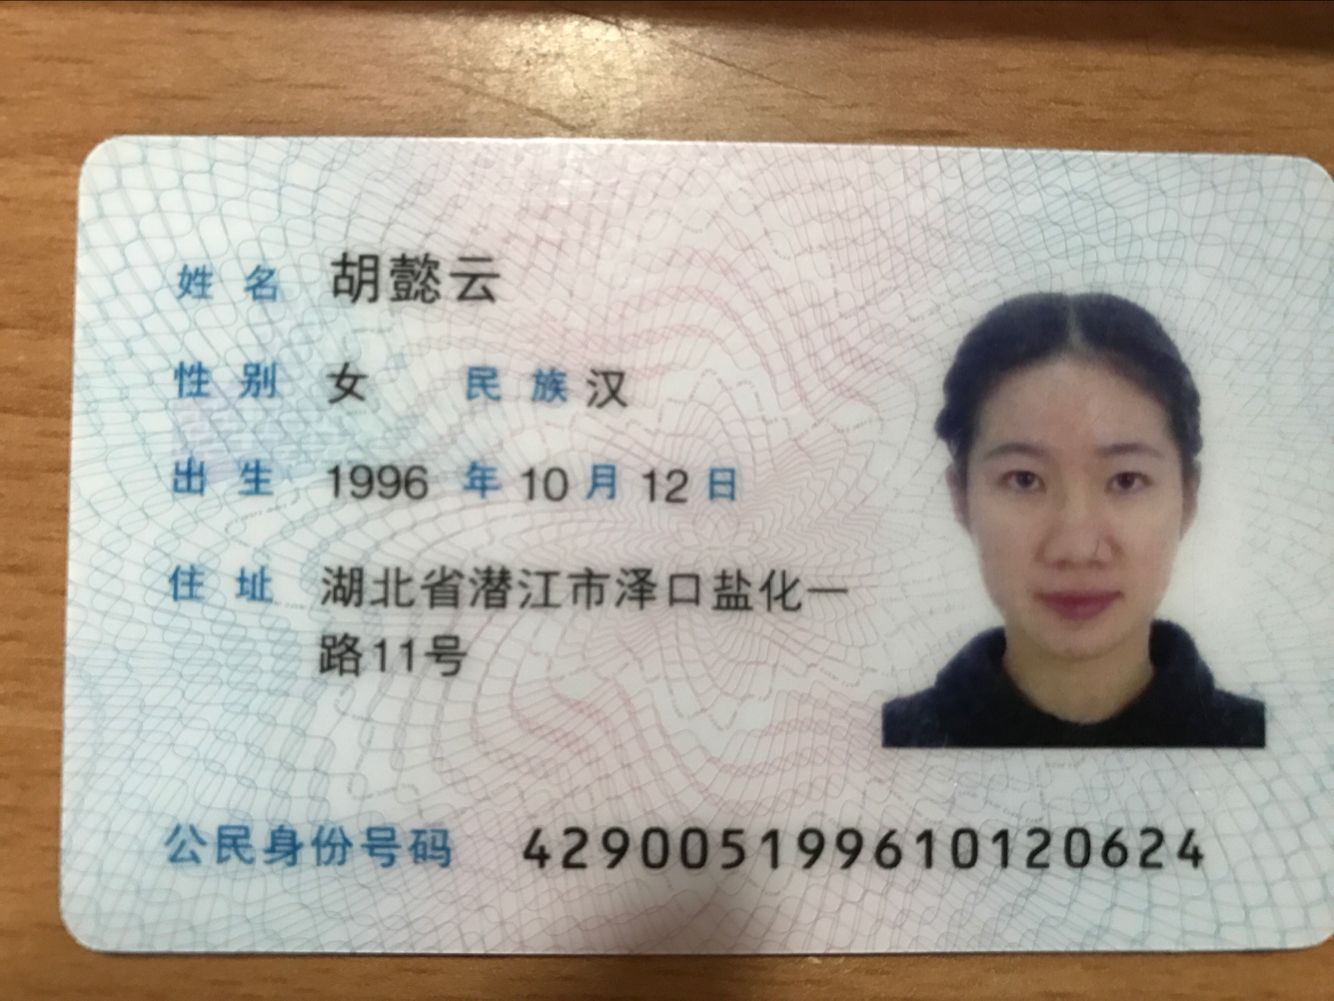 姓名 胡懿云
性别 女 民族 汉
出生 1996 年 10 月 12 日
住址 湖北省潜江市泽口盐化一
路11号
公民身份号码 429005199610120624